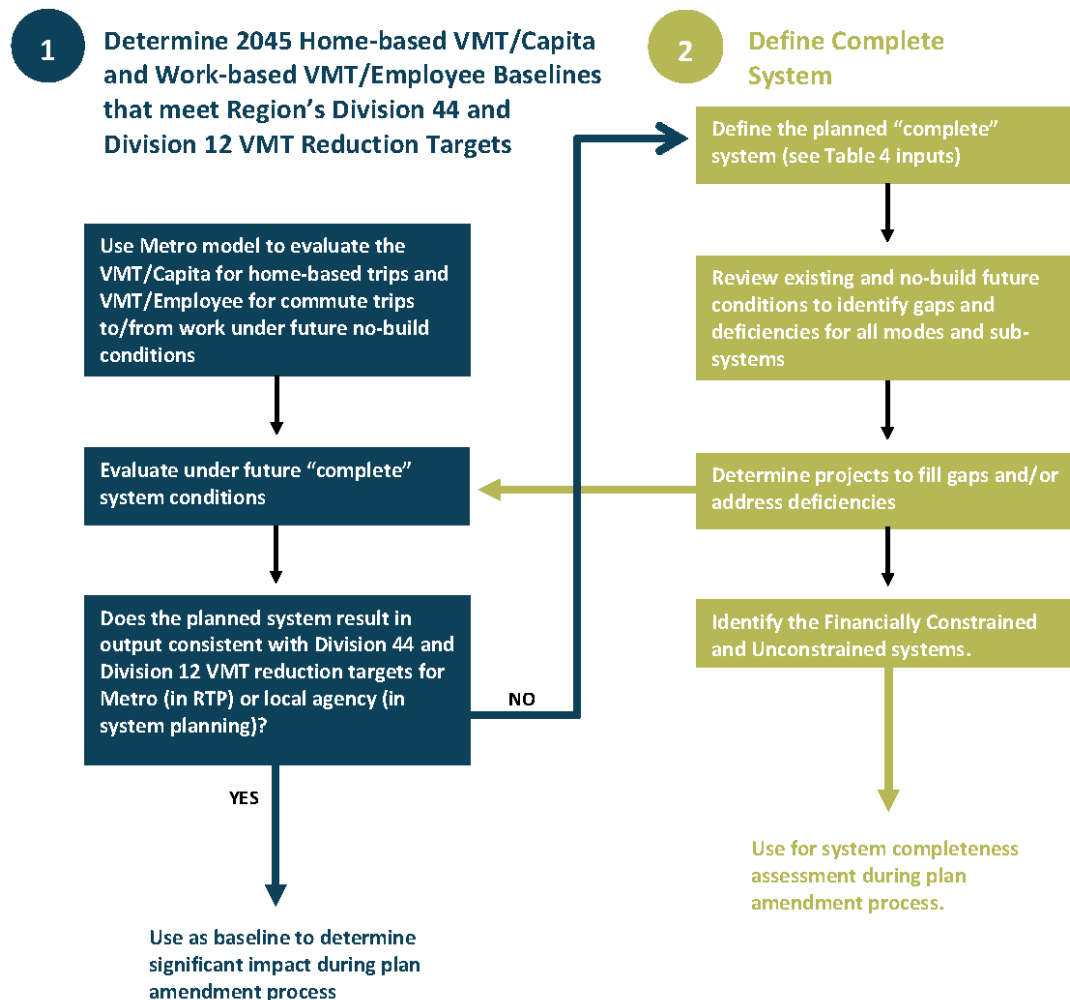 1
Determine 2045 Home-based VMT/Capita
and Work-based VMT/Employee Baselines
that meet Region's Division 44 and
Division 12 VMT Reduction Targets
Use Metro model to evaluate the
VMT/Capita for home-based trips and
VMT/Employee for commute trips
to/from work under future no-build
conditions
Evaluate under future “complete”
system conditions
Does the planned system result in
output consistent with Division 44 and
Division 12 VMT reduction targets for
Metro (in RTP) or local agency (in
system planning)?
NO
YES
Use as baseline to determine
significant impact during plan
amendment process
2
Define Complete
System
Define the planned “complete”
system (see Table 4 inputs)
Review existing and no-build future
conditions to identify gaps and
deficiencies for all modes and sub-
systems
Determine projects to fill gaps and/or
address deficiencies
Identify the Financially Constrained
and Unconstrained systems.
Use for system completeness
assessment during plan
amendment process.